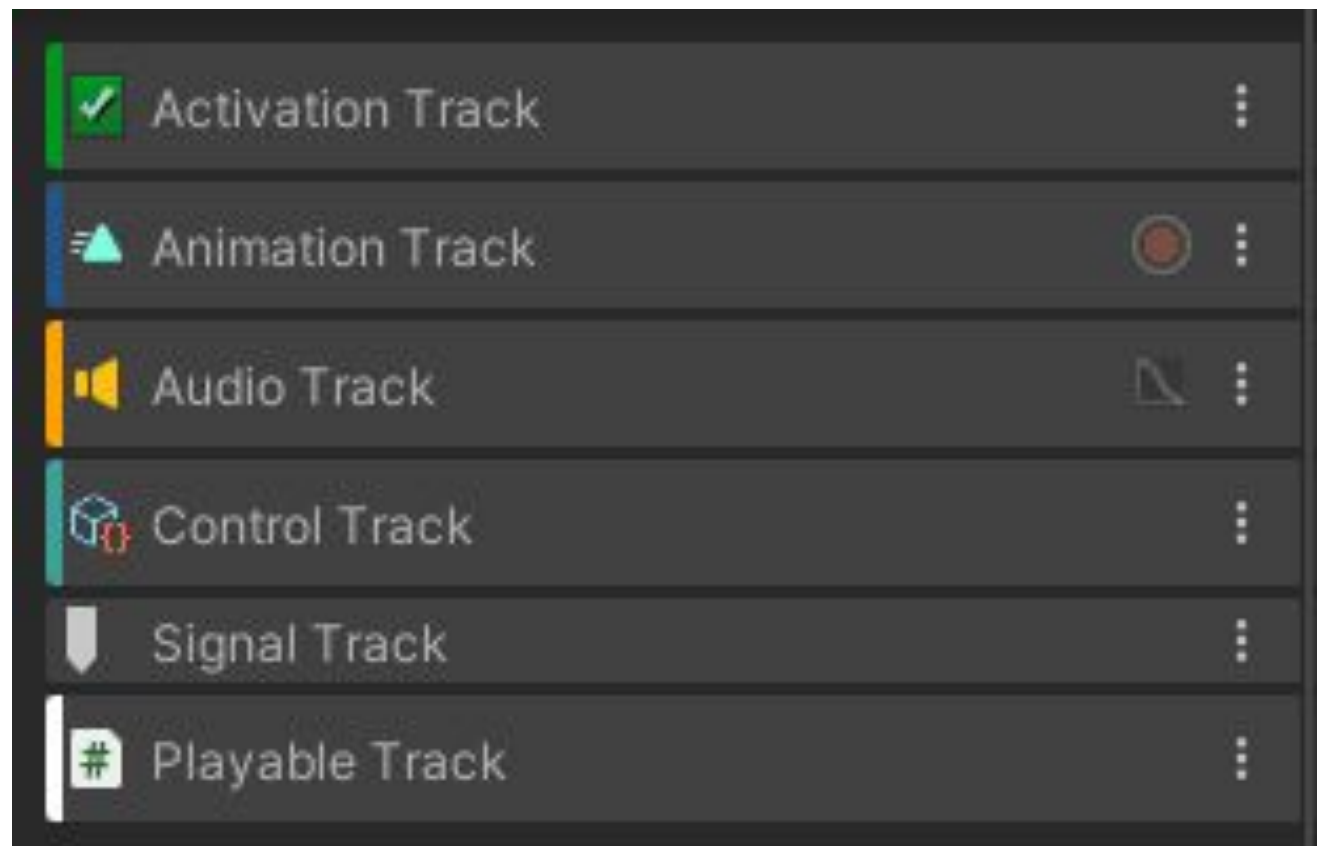 Activation Track
Animation Track
Audio Track
Control Track
Signal Track
Playable Track